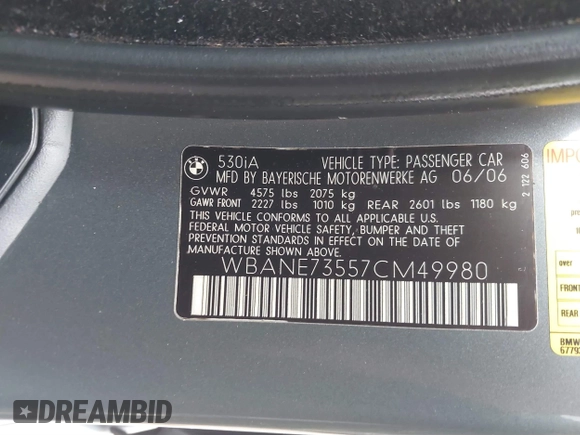 530iA VEHICLE TYPE: PASSENGER CAR
MFD BY BAYERISCHE MOTORENWERKE AG 06/06
GVWR 4575 lbs 2075 kg
GAWR FRONT 2227 lbs 1010 kg REAR 2601 lbs 1180 kg
THIS VEHICLE CONFORMS TO ALL APPLICABLE U.S.
FEDERAL MOTOR VEHICLE SAFETY, BUMPER AND THEFT
PREVENTION STANDARDS IN EFFECT ON THE DATE OF
MANUFACTURE SHOWN ABOVE.
WBANE73557CM49980
2 122 606
over
FRONT
REAR
BMW
DREAMBID